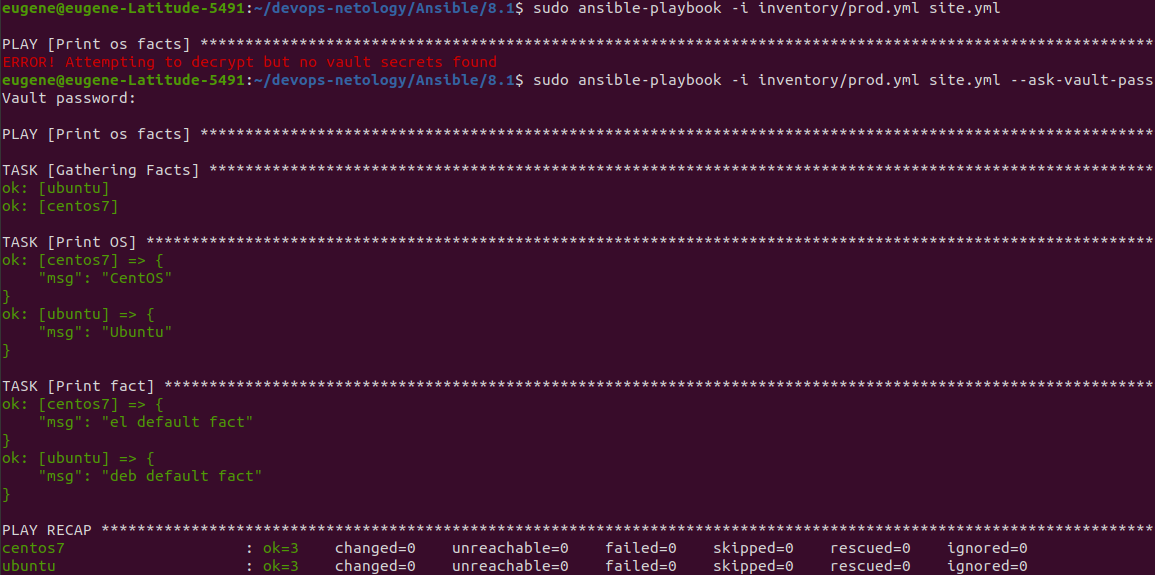 eugene@eugene-Latitude-5491:~/devops-netology/Ansible/8.1$ sudo ansible-playbook -i inventory/prod.yml site.yml
PLAY [Print os facts] **********************************************************************************************************
ERROR! Attempting to decrypt but no vault secrets found
eugene@eugene-Latitude-5491:~/devops-netology/Ansible/8.1$ sudo ansible-playbook -i inventory/prod.yml site.yml --ask-vault-pass
Vault password:
PLAY [Print os facts] **********************************************************************************************************
TASK [Gathering Facts] *********************************************************************************************************
ok: [ubuntu]
ok: [centos7]
TASK [Print OS] ****************************************************************************************************************
ok: [centos7] => {
    "msg": "CentOS"
}
ok: [ubuntu] => {
    "msg": "Ubuntu"
}
TASK [Print fact] **************************************************************************************************************
ok: [centos7] => {
    "msg": "el default fact"
}
ok: [ubuntu] => {
    "msg": "deb default fact"
}
PLAY RECAP *********************************************************************************************************************
centos7                    : ok=3    changed=0    unreachable=0    failed=0    skipped=0    rescued=0    ignored=0
ubuntu                     : ok=3    changed=0    unreachable=0    failed=0    skipped=0    rescued=0    ignored=0